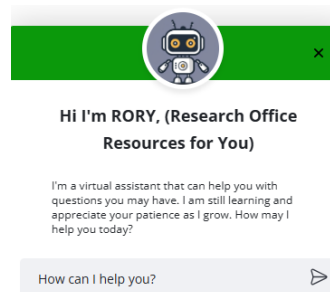 Hi I'm RORY, (Research Office
Resources for You)
I'm a virtual assistant that can help you with
questions you may have. I am still learning and
appreciate your patience as I grow. How may I
help you today?
How can I help you?